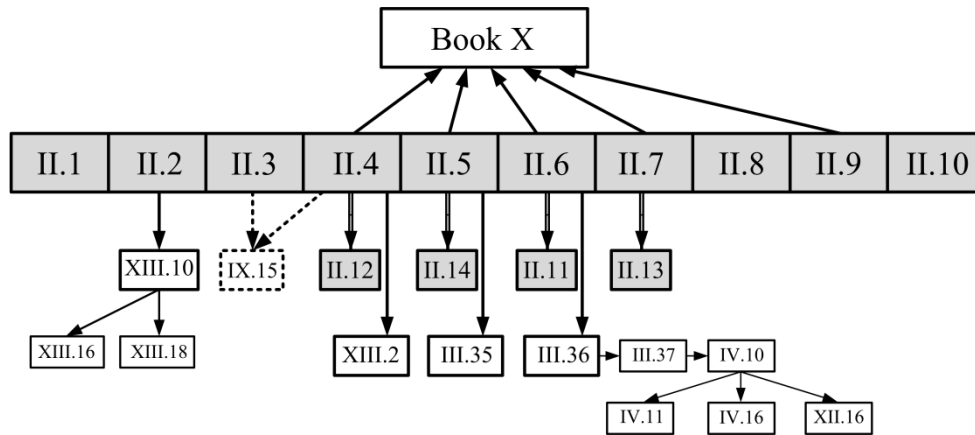 Book X
II.1 II.2 II.3 II.4 II.5 II.6 II.7 II.8 II.9 II.10
XIII.10 IX.15 II.12 II.14 II.11 II.13
XIII.16 XIII.18 XIII.2 III.35 III.36 III.37 IV.10
IV.11 IV.16 XII.16